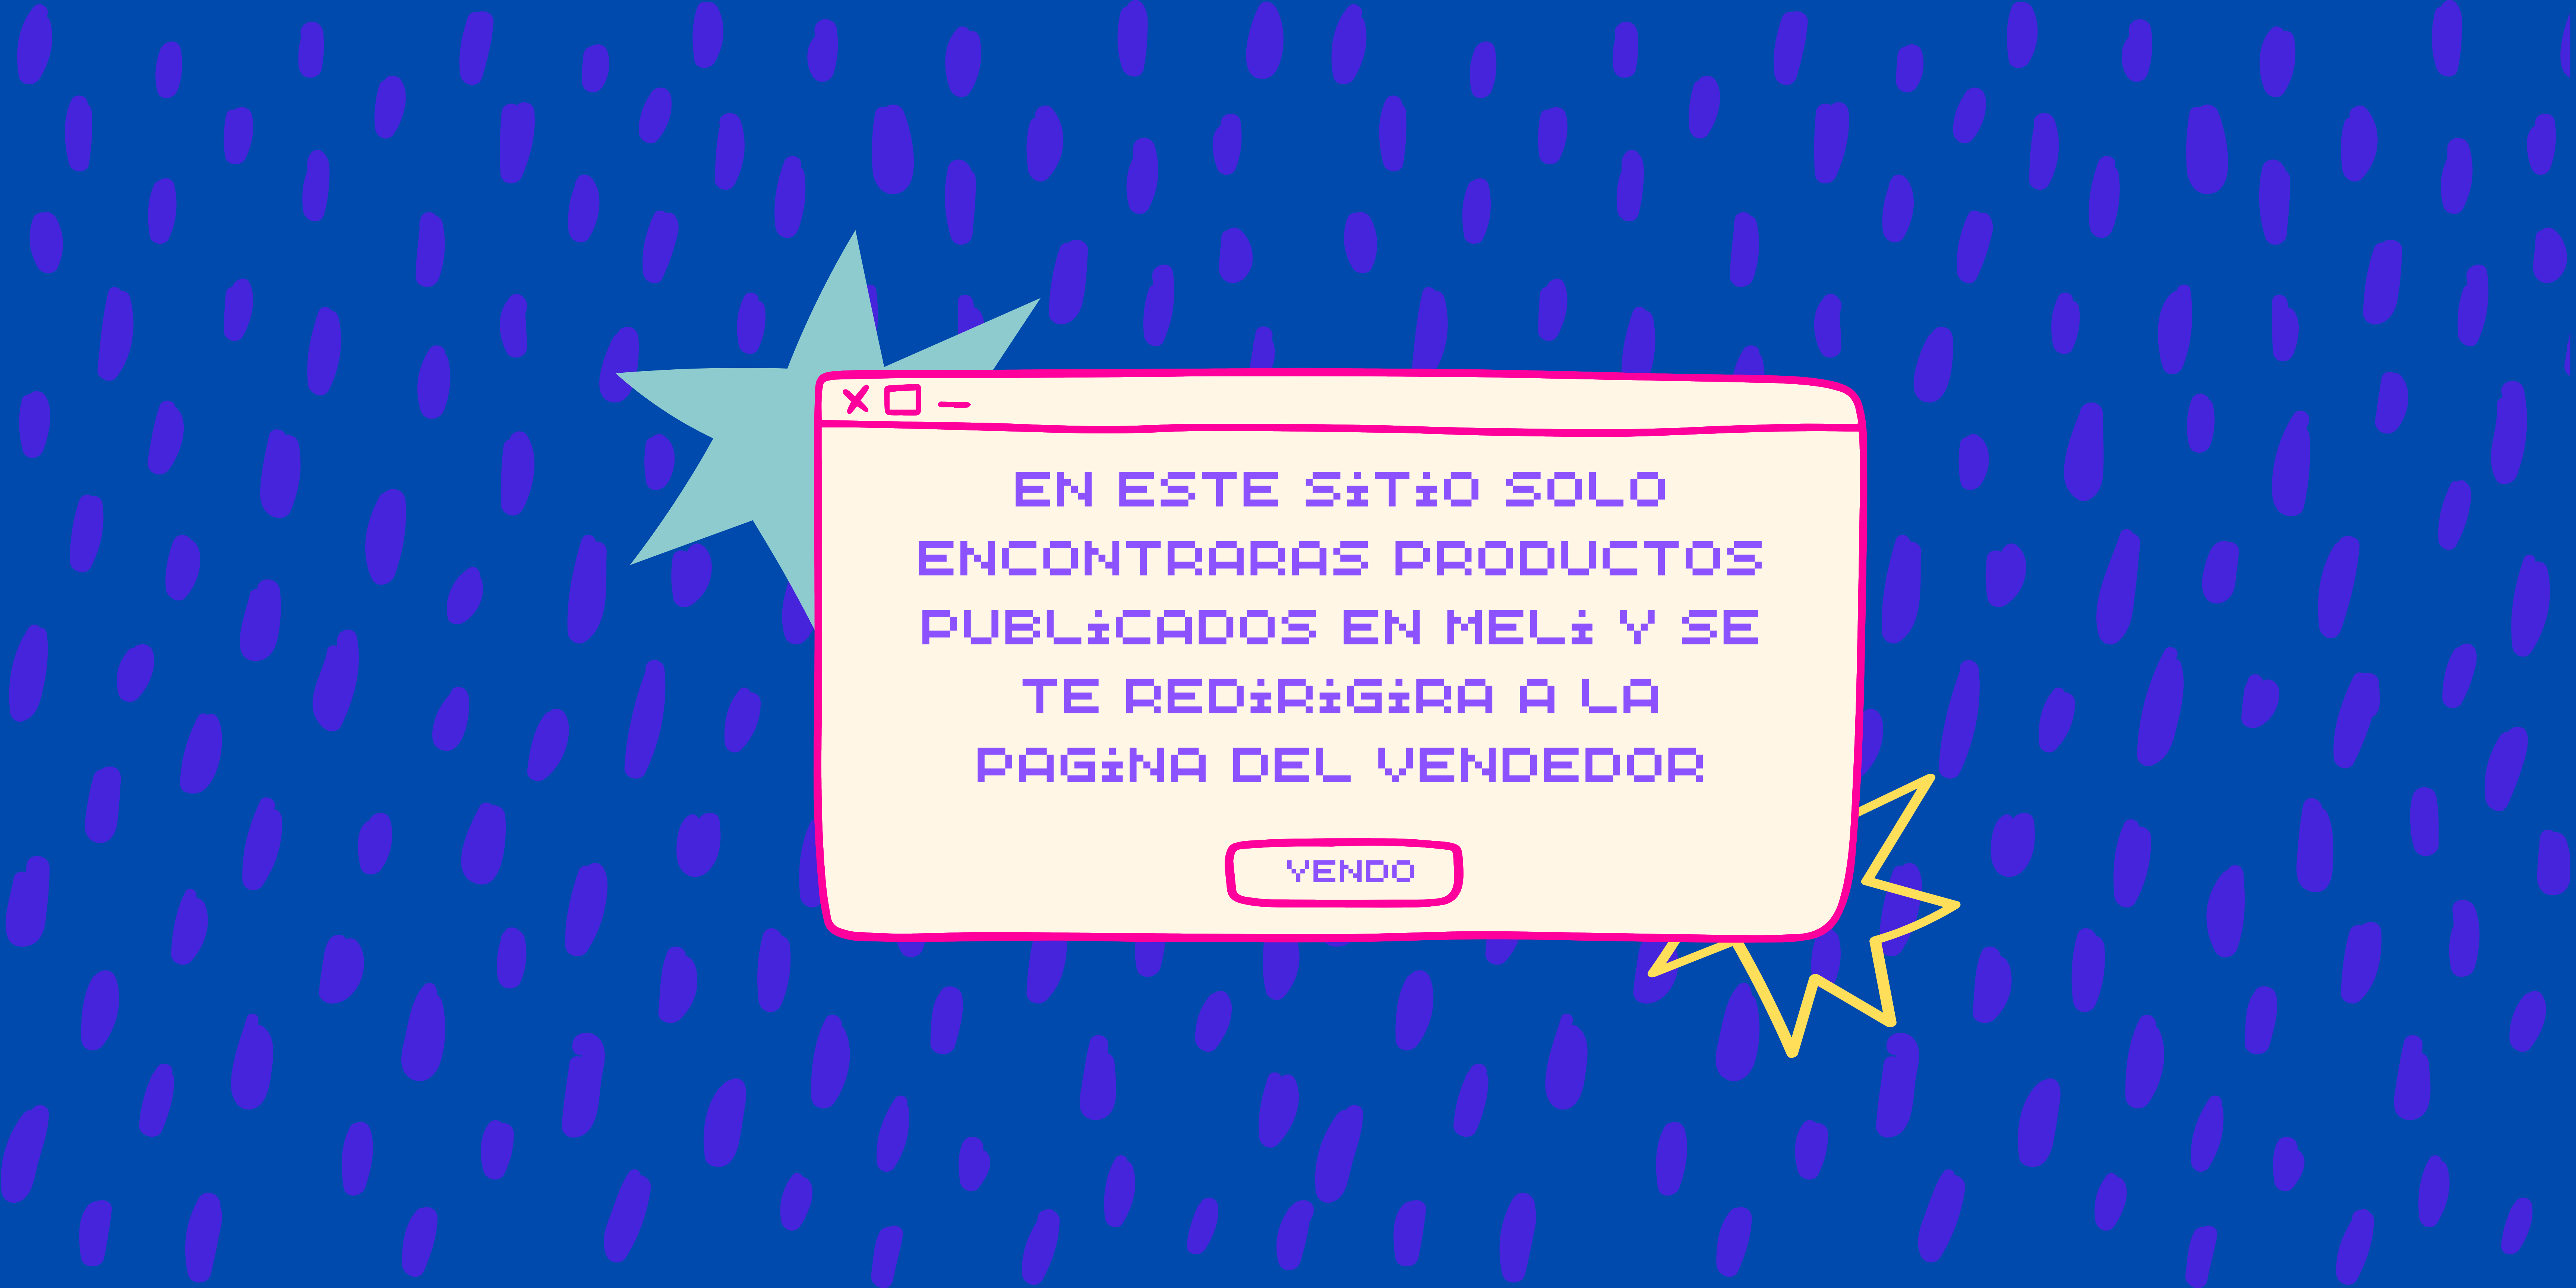 EN ESTE SiTiO SOLO
ENCONTRARAS PRODUCTOS
PUBLiCADOS EN MELi Y SE
TE REDiRiGiRA A LA
PAGiNA DEL VENDEDOR
VENDO